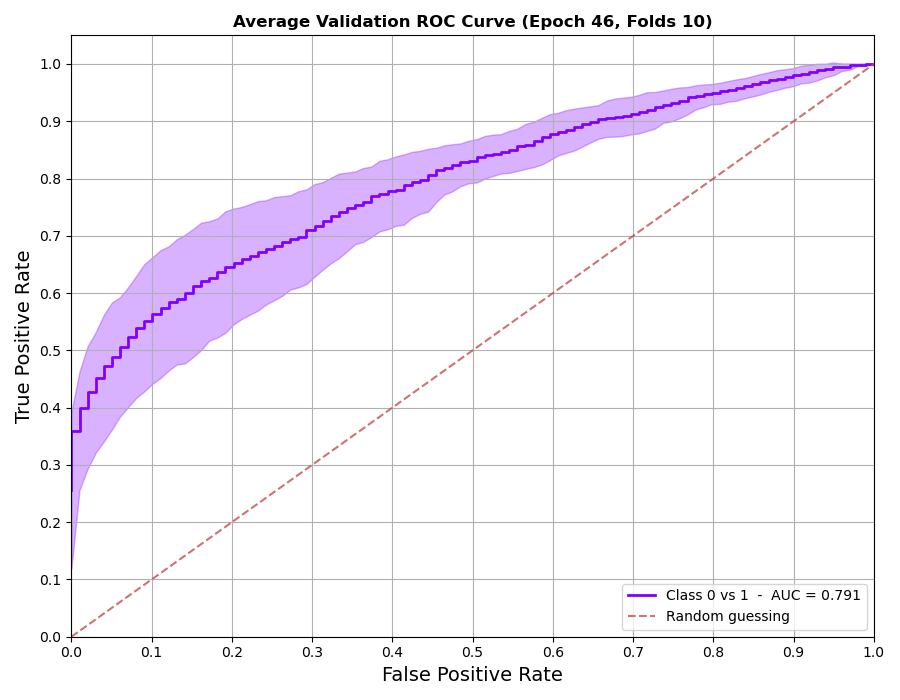 Average Validation ROC Curve (Epoch 46, Folds 10)
True Positive Rate
1.0
0.9
0.8
0.7
0.6
0.5
0.4
0.3
0.2
0.1
0.0
Class 0 vs 1 - AUC = 0.791
Random guessing
0.0 0.1 0.2 0.3 0.4 0.5 0.6 0.7 0.8 0.9 1.0
False Positive Rate